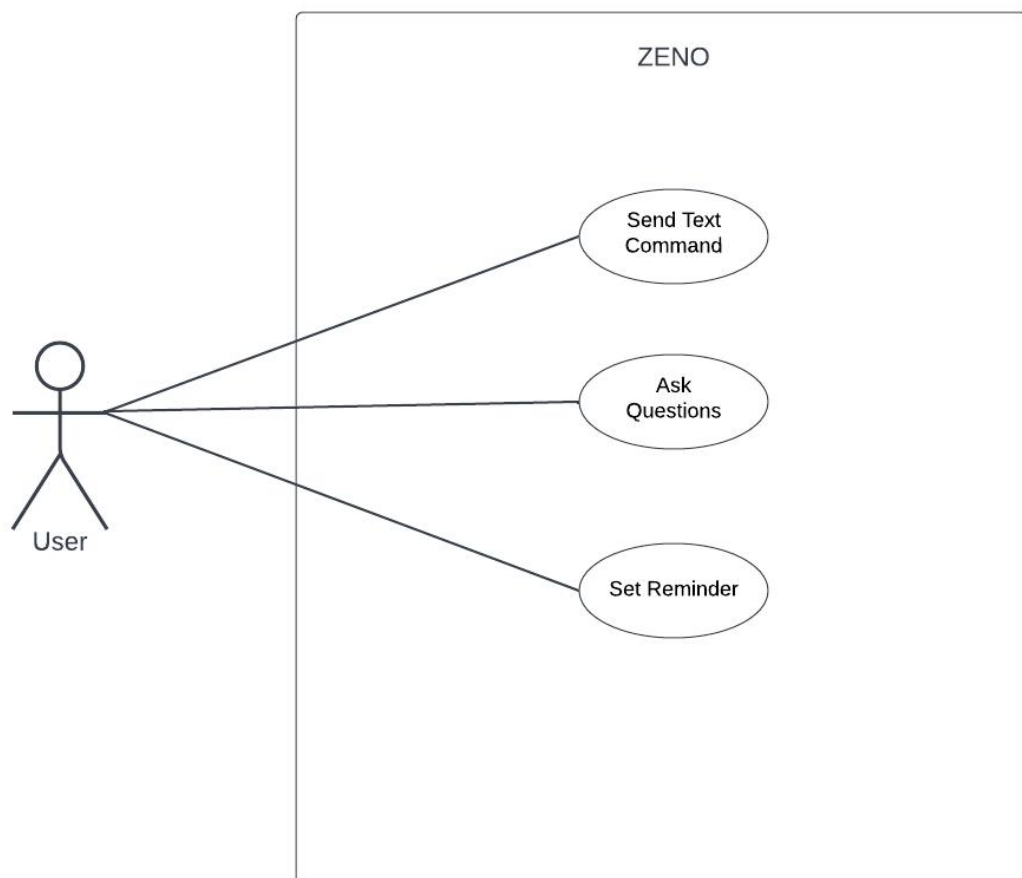 ZENO
Send Text
Command
Ask
Questions
Set Reminder
User